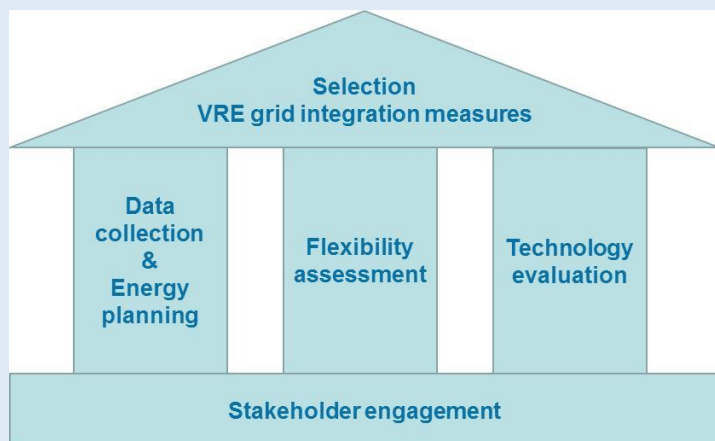 Selection
VRE grid integration measures
Data
collection
&
Energy
planning
Flexibility
assessment
Technology
evaluation
Stakeholder engagement